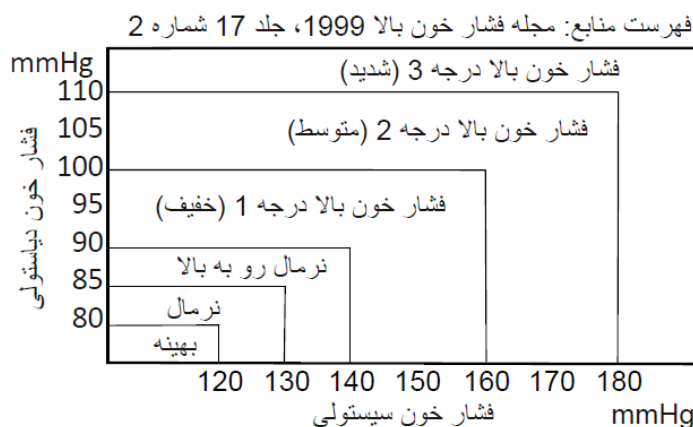 فهرست منابع: مجله فشار خون بالا 1999، جلد 17 شماره 2
mmHg
فشار خون بالا درجه 3 (شدید)
110
فشار خون بالا درجه 2 (متوسط)
105
100
فشار خون بالا درجه 1 (خفیف)
95
90
نرمال رو به بالا
85
نرمال
80
بهینه
فشار خون دیاستولی
120 130 140 150 160 170 180
فشار خون سیستولی
mmHg